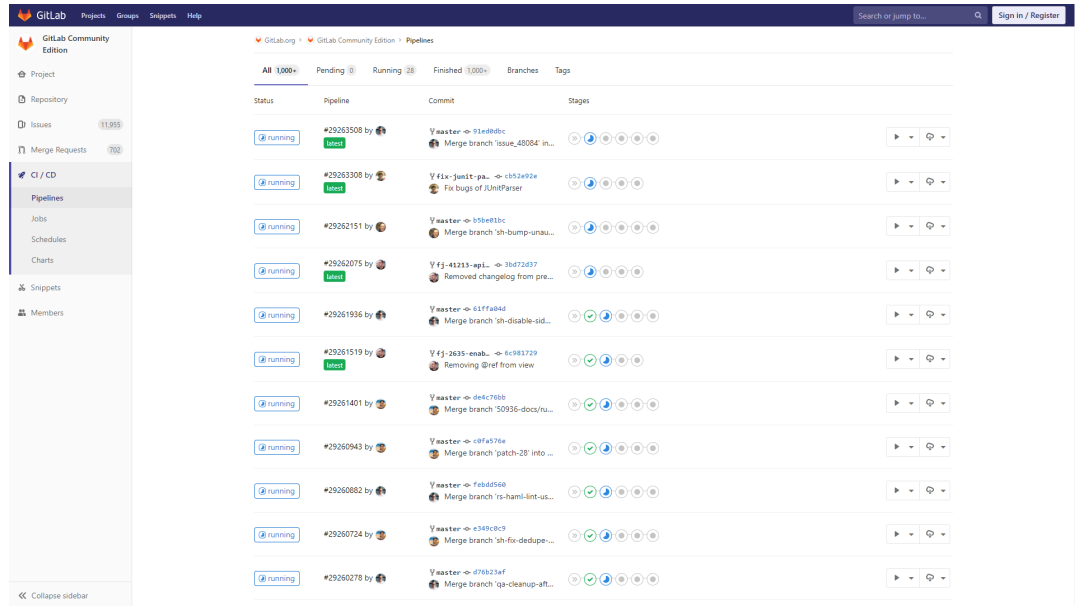 GitLab Projects Groups Snippets Help Search or jump to... Sign in / Register
GitLab Community Edition
Project
Repository
Issues 11,955
Merge Requests 702
CI / CD
Pipelines
Jobs
Schedules
Charts
Snippets
Members
Collapse sidebar
GitLab.org > GitLab Community Edition > Pipelines
All 1,000+ Pending 0 Running 28 Finished 1,000+ Branches Tags
Status Pipeline Commit Stages
running #29263508 by master 91ed0dbc
latest Merge branch 'issue_48084' in...
running #29263308 by fix-junit-pa… cb52e92e
latest Fix bugs of JUnitParser
running #29262151 by master b5be01bc
Merge branch 'sh-bump-unau...
running #29262075 by fj-41213-api… 3bd72d37
latest Removed changelog from pre...
running #29261936 by master 61ffa04d
Merge branch 'sh-disable-sid...
running #29261519 by fj-2635-enab… 6c981729
latest Removing @ref from view
running #29261401 by master de4c76bb
Merge branch '50936-docs/ru...
running #29260943 by master c0fa576e
Merge branch 'patch-28' into ...
running #29260882 by master febdd560
Merge branch 'rs-haml-lint-us...
running #29260724 by master e349c0c9
Merge branch 'sh-fix-dedupe-...
running #29260278 by master d76b23af
Merge branch 'qa-cleanup-aft...